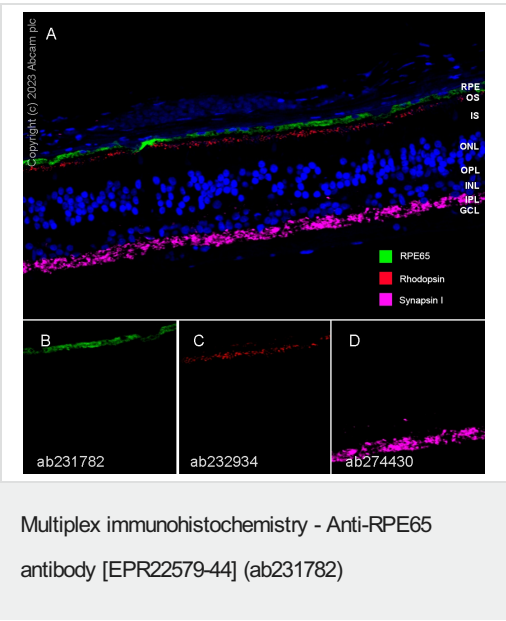 A
Copyright (c) 2023 Abcam plc
RPE
OS
IS
ONL
OPL
INL
IPL
GCL
RPE65
Rhodopsin
Synapsin I
B
C
D
ab231782
ab232934
ab274430
Multiplex immunohistochemistry - Anti-RPE65
antibody [EPR22579-44] (ab231782)